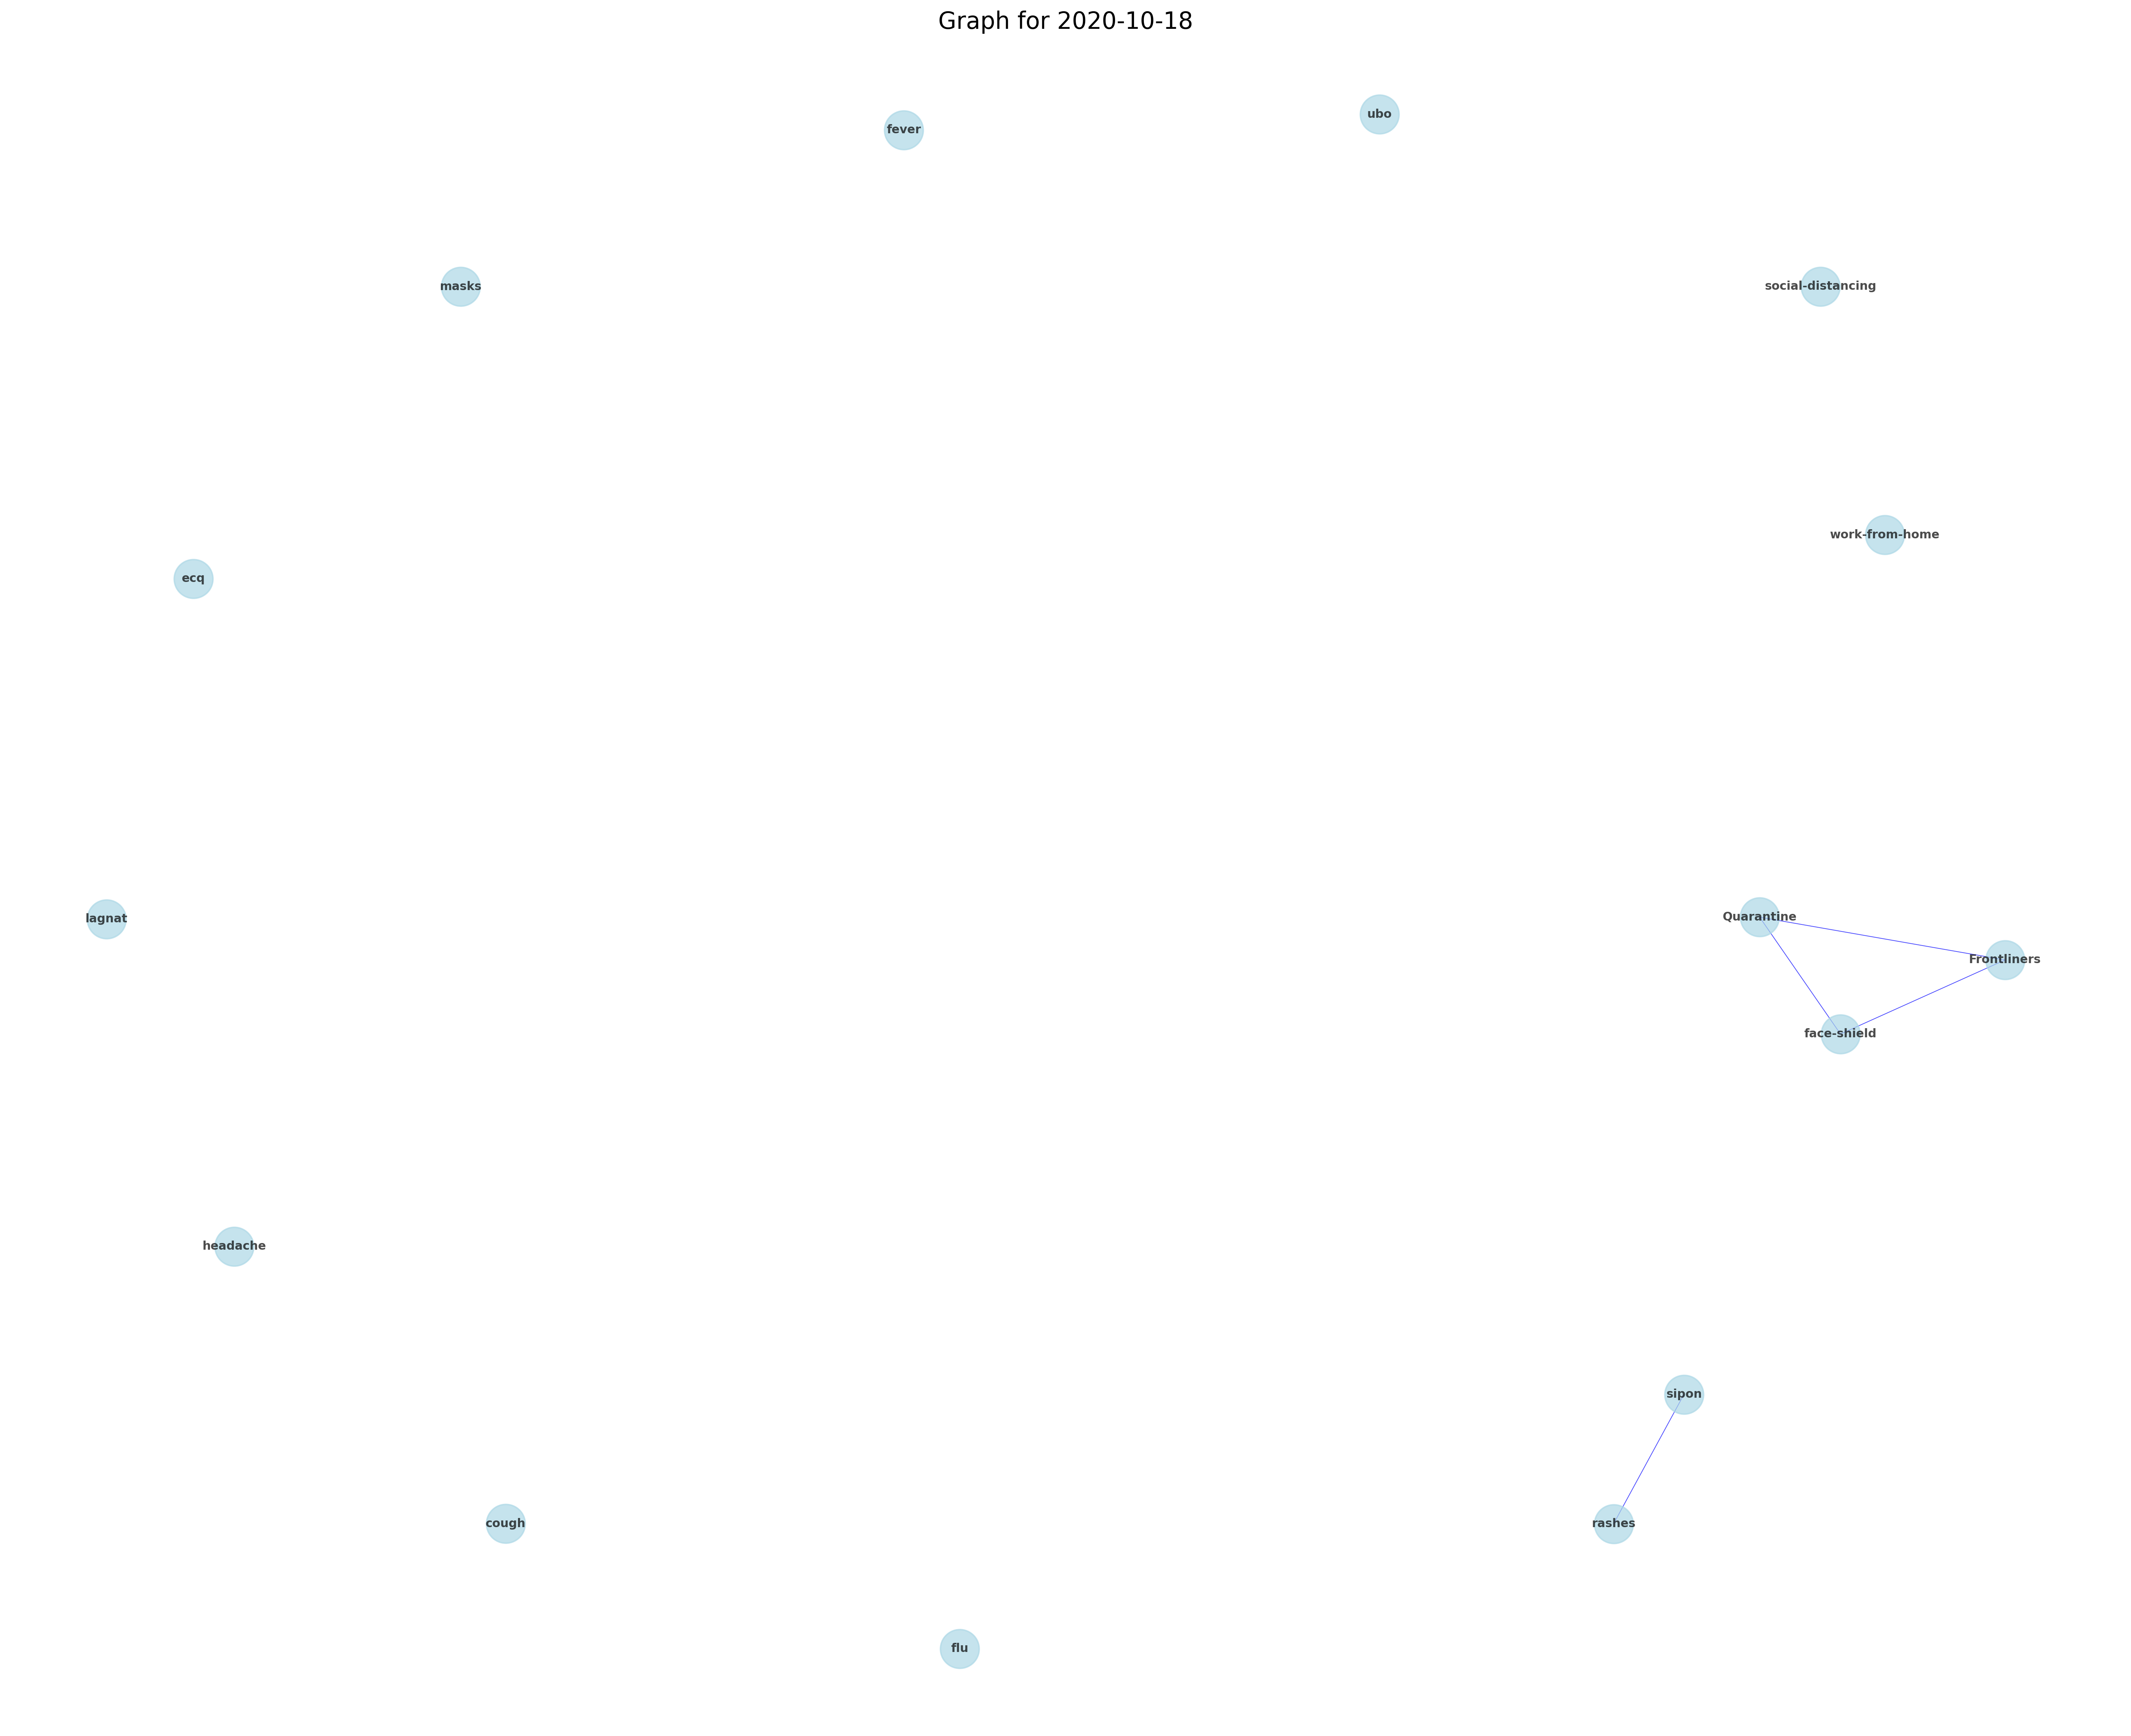 Graph for 2020-10-18
ubo
fever
masks
social-distancing
work-from-home
ecq
Quarantine
lagnat
Frontliners
face-shield
headache
sipon
cough
rashes
flu